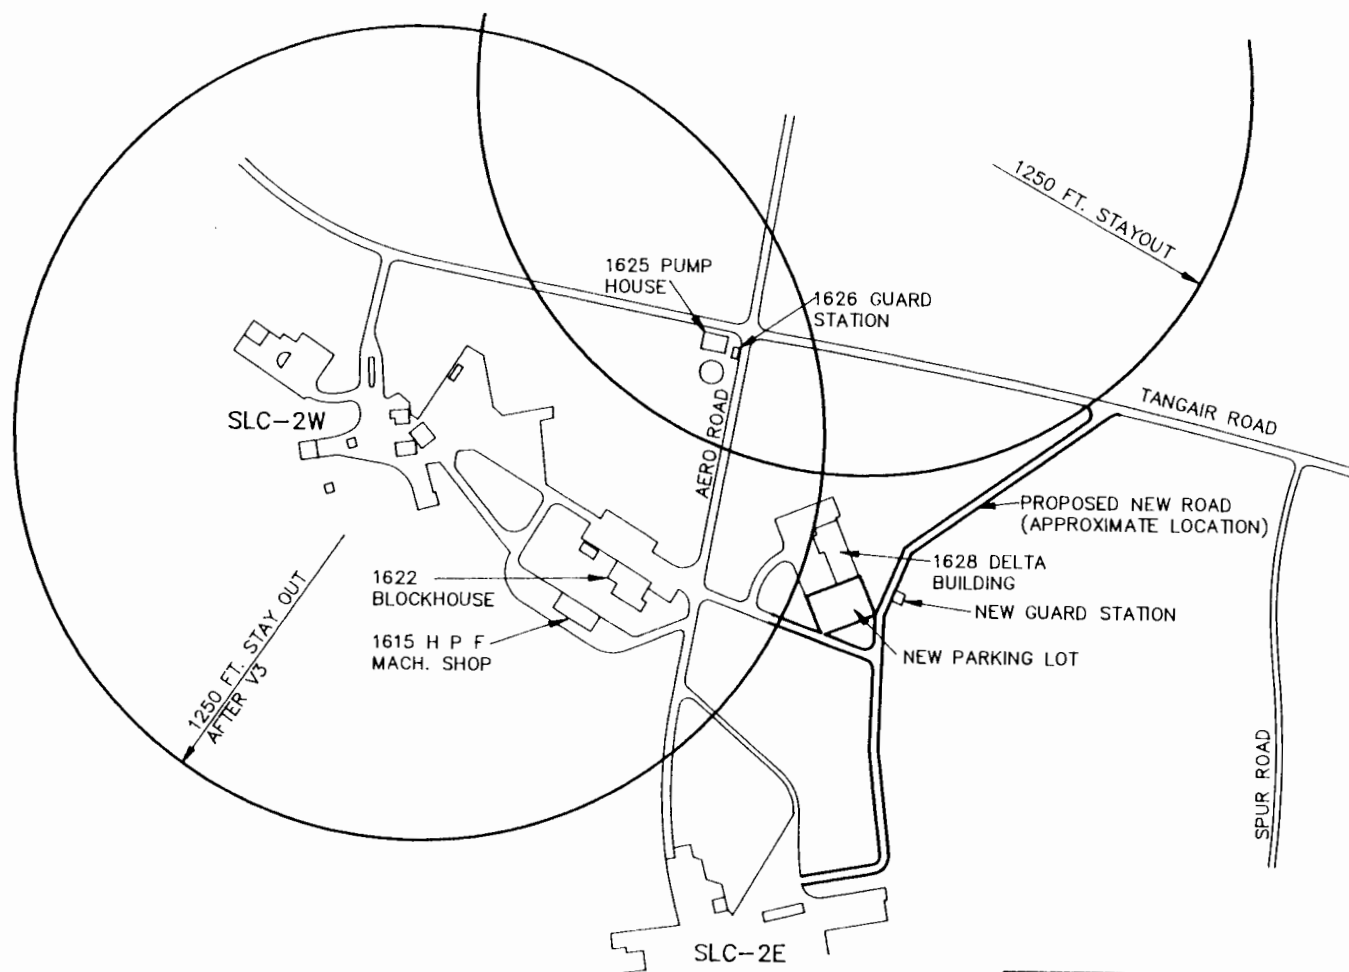 1250 FT. STAYOUT
1625 PUMP
HOUSE
1626 GUARD
STATION
SLC-2W
AERO ROAD
TANGAIR ROAD
PROPOSED NEW ROAD
(APPROXIMATE LOCATION)
1628 DELTA
BUILDING
1622
BLOCKHOUSE
NEW GUARD STATION
1615 H P F
MACH. SHOP
NEW PARKING LOT
1250 FT. STAY OUT
AFTER V3
SPUR ROAD
SLC-2E